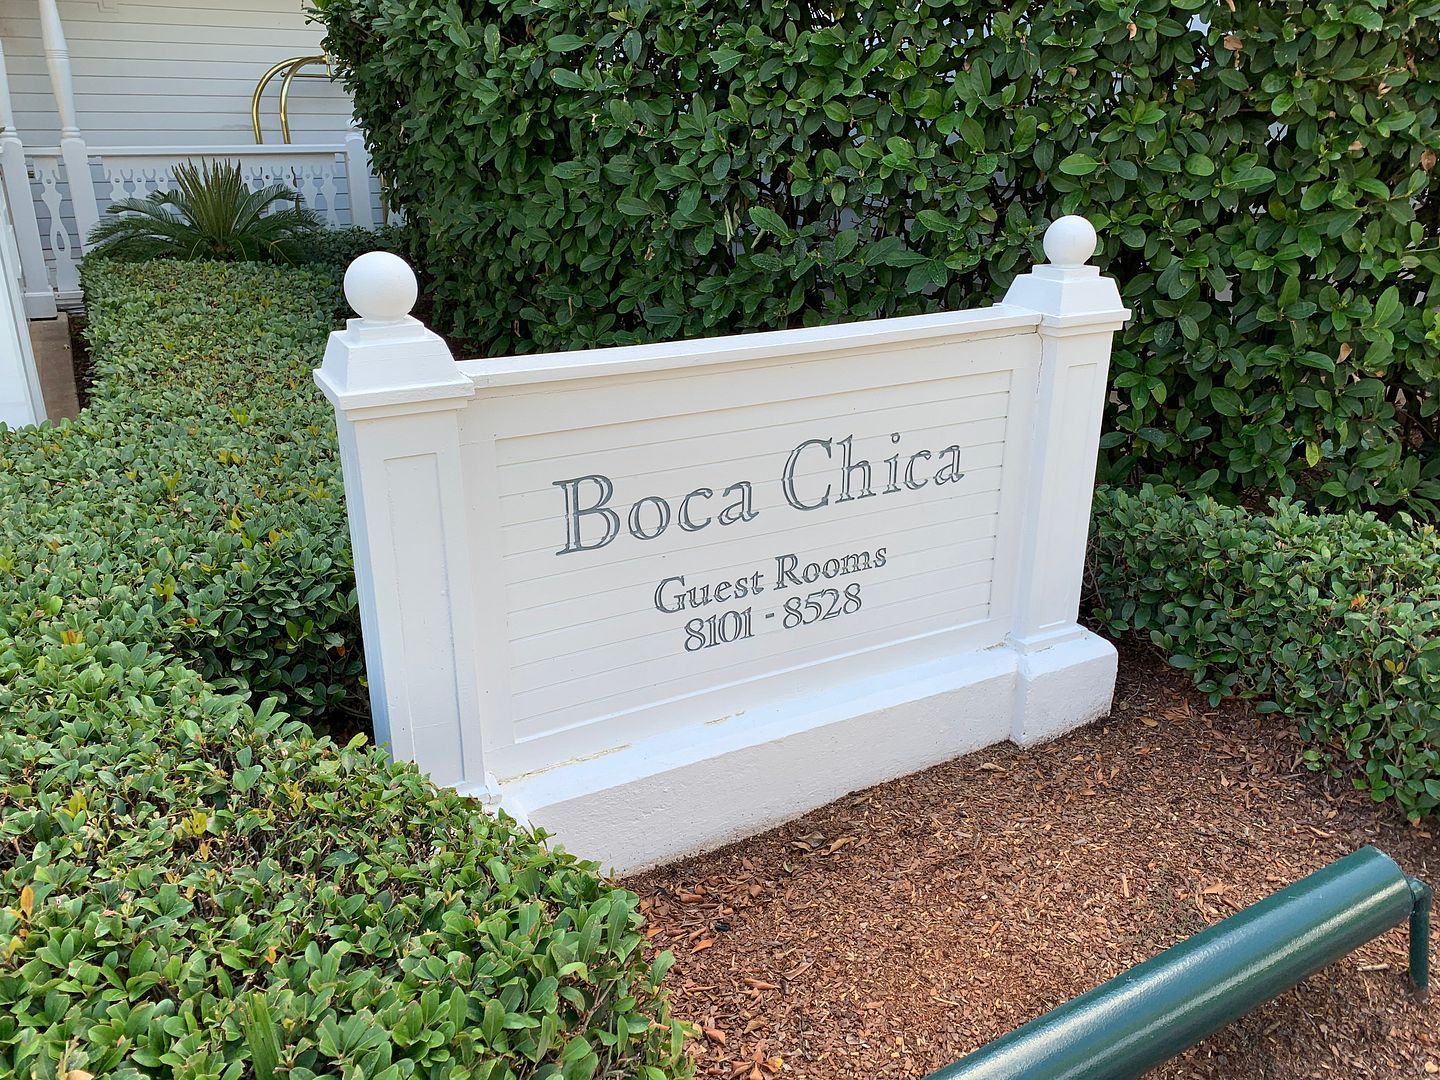 Boca Chica
Guest Rooms
8101 - 8528